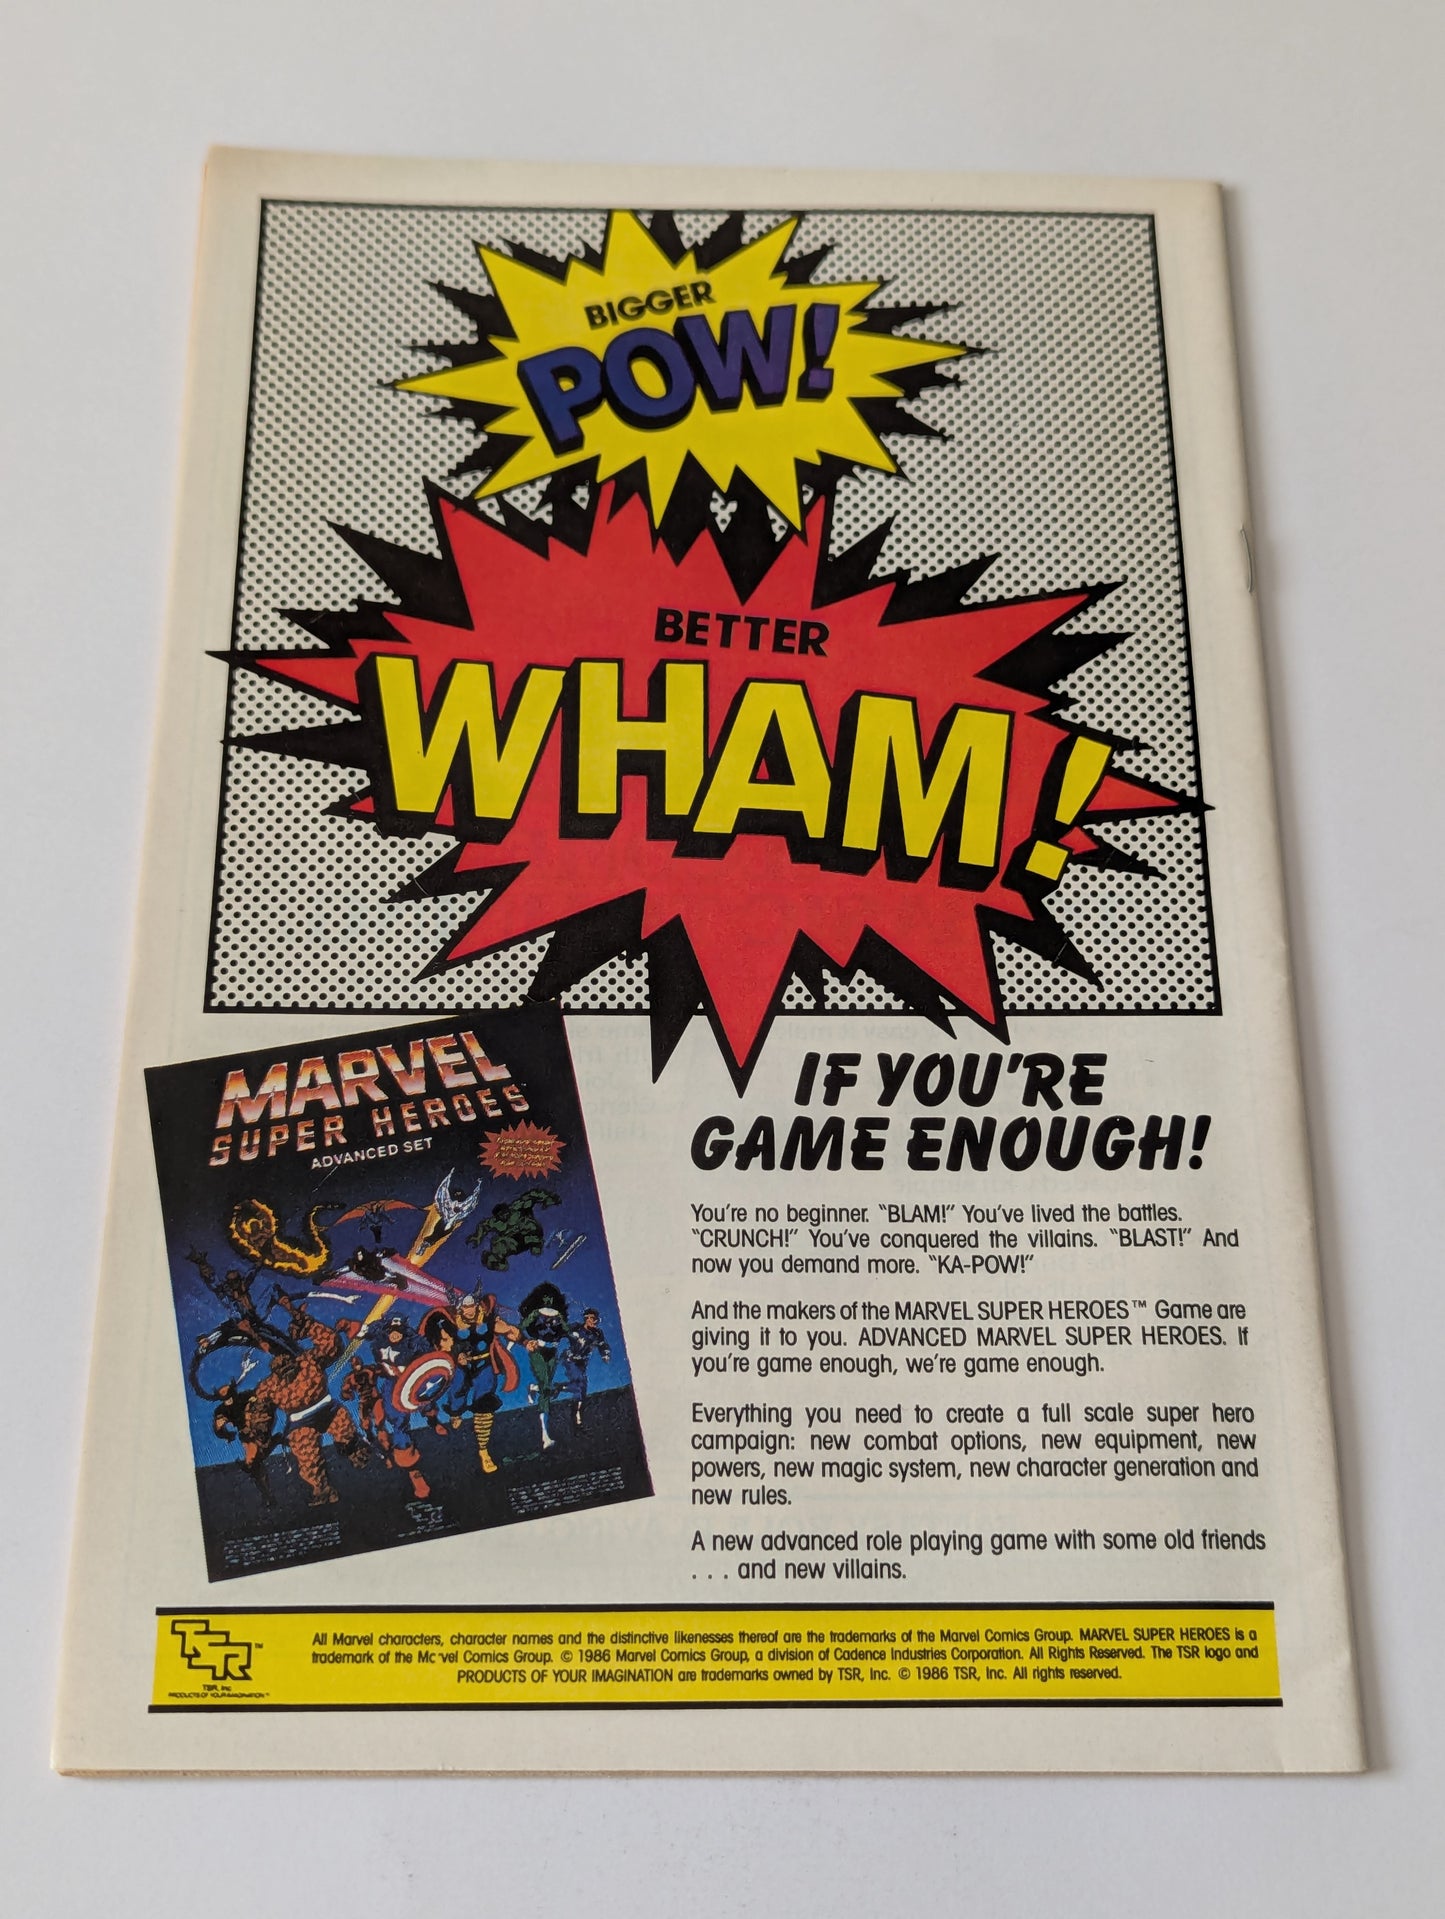 BIGGER
POW!
BETTER
WHAM!
IF YOU'RE
GAME ENOUGH!
MARVEL
SUPER HEROES
ADVANCED SET
You're no beginner. "BLAM!" You've lived the battles.
"CRUNCH!" You've conquered the villains. "BLAST!" And
now you demand more. "KA-POW!"
And the makers of the MARVEL SUPER HEROES™ Game are
giving it to you. ADVANCED MARVEL SUPER HEROES. If
you're game enough, we're game enough.
Everything you need to create a full scale super hero
campaign: new combat options, new equipment, new
powers, new magic system, new character generation and
new rules.
A new advanced role playing game with some old friends
. . . and new villains.
TSR™
TSR, Inc.
PRODUCTS OF YOUR IMAGINATION™
All Marvel characters, character names and the distinctive likenesses thereof are the trademarks of the Marvel Comics Group. MARVEL SUPER HEROES is a
trademark of the Marvel Comics Group. © 1986 Marvel Comics Group, a division of Cadence Industries Corporation. All Rights Reserved. The TSR logo and
PRODUCTS OF YOUR IMAGINATION are trademarks owned by TSR, Inc. © 1986 TSR, Inc. All rights reserved.